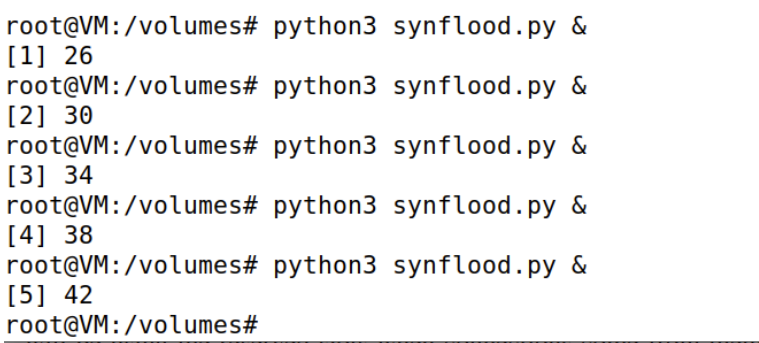 root@VM:/volumes# python3 synflood.py &
[1] 26
root@VM:/volumes# python3 synflood.py &
[2] 30
root@VM:/volumes# python3 synflood.py &
[3] 34
root@VM:/volumes# python3 synflood.py &
[4] 38
root@VM:/volumes# python3 synflood.py &
[5] 42
root@VM:/volumes#